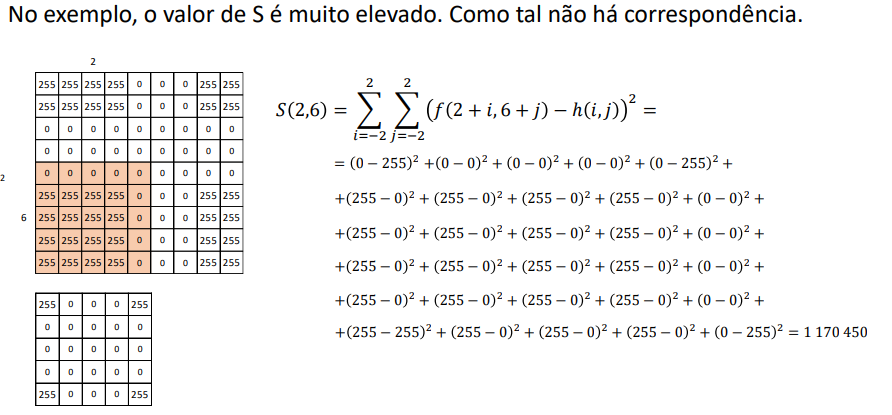 No exemplo, o valor de S é muito elevado. Como tal não há correspondência.
2
255 255 255 255 0 0 0 255 255
255 255 255 255 0 0 0 255 255
0 0 0 0 0 0 0 0 0
0 0 0 0 0 0 0 0 0
0 0 0 0 0 0 0 0 0
2
255 255 255 255 0 0 0 255 255
6 255 255 255 255 0 0 0 255 255
255 255 255 255 0 0 0 255 255
255 255 255 255 0 0 0 255 255
255 0 0 0 255
0 0 0 0 0
0 0 0 0 0
0 0 0 0 0
255 0 0 0 255
2 2
S(2,6) = ∑ ∑ (f(2 + i, 6 + j) − h(i,j))² =
i=−2 j=−2
= (0 − 255)² +(0 − 0)² + (0 − 0)² + (0 − 0)² + (0 − 255)² +
+(255 − 0)² + (255 − 0)² + (255 − 0)² + (255 − 0)² + (0 − 0)² +
+(255 − 0)² + (255 − 0)² + (255 − 0)² + (255 − 0)² + (0 − 0)² +
+(255 − 0)² + (255 − 0)² + (255 − 0)² + (255 − 0)² + (0 − 0)² +
+(255 − 0)² + (255 − 0)² + (255 − 0)² + (255 − 0)² + (0 − 0)² +
+(255 − 255)² + (255 − 0)² + (255 − 0)² + (255 − 0)² + (0 − 255)² = 1 170 450